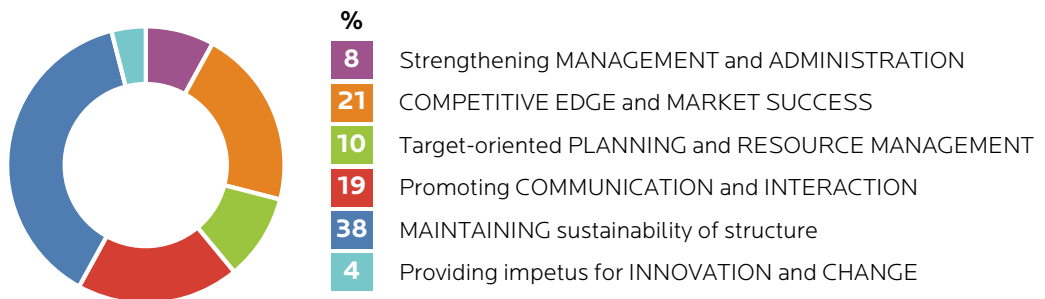 %
8 Strengthening MANAGEMENT and ADMINISTRATION
21 COMPETITIVE EDGE and MARKET SUCCESS
10 Target-oriented PLANNING and RESOURCE MANAGEMENT
19 Promoting COMMUNICATION and INTERACTION
38 MAINTAINING sustainability of structure
4 Providing impetus for INNOVATION and CHANGE